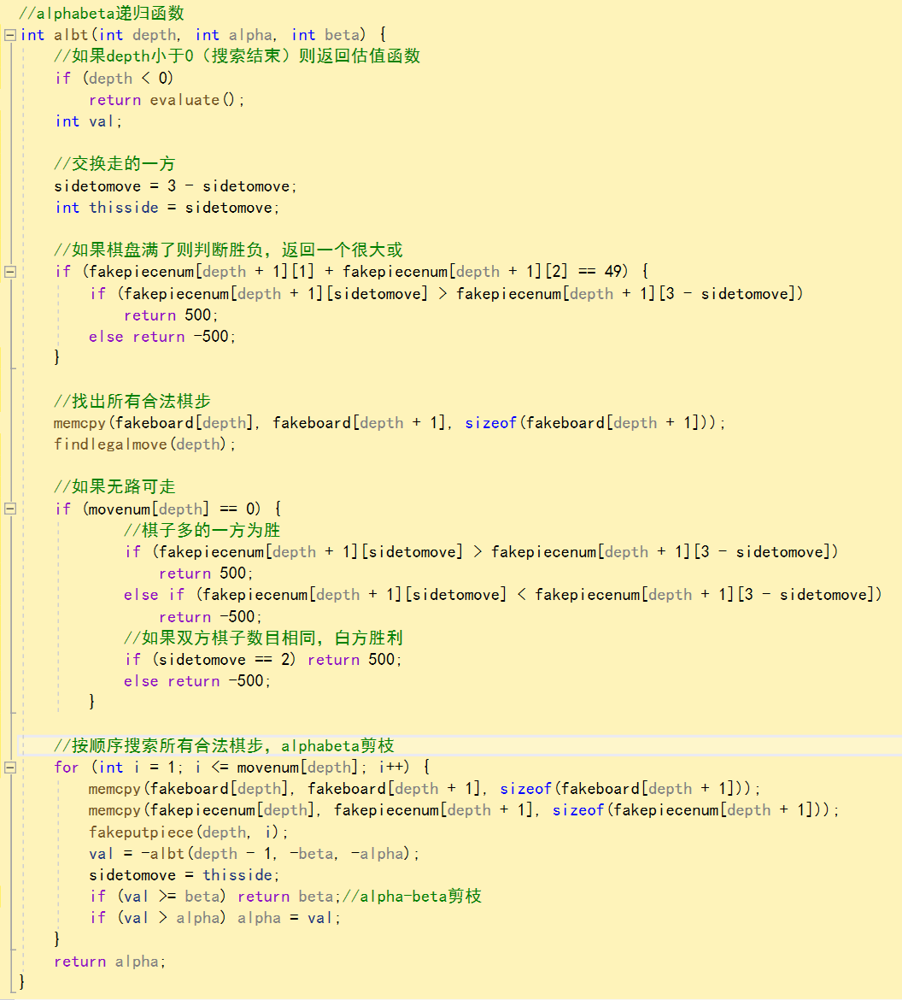 //alphabeta递归函数
int albt(int depth, int alpha, int beta) {
//如果depth小于0（搜索结束）则返回估值函数
if (depth < 0)
return evaluate();
int val;
//交换走的一方
sidetomove = 3 - sidetomove;
int thisside = sidetomove;
//如果棋盘满了则判断胜负，返回一个很大或
if (fakepiecenum[depth + 1][1] + fakepiecenum[depth + 1][2] == 49) {
if (fakepiecenum[depth + 1][sidetomove] > fakepiecenum[depth + 1][3 - sidetomove])
return 500;
else return -500;
}
//找出所有合法棋步
memcpy(fakeboard[depth], fakeboard[depth + 1], sizeof(fakeboard[depth + 1]));
findlegalmove(depth);
//如果无路可走
if (movenum[depth] == 0) {
//棋子多的一方为胜
if (fakepiecenum[depth + 1][sidetomove] > fakepiecenum[depth + 1][3 - sidetomove])
return 500;
else if (fakepiecenum[depth + 1][sidetomove] < fakepiecenum[depth + 1][3 - sidetomove])
return -500;
//如果双方棋子数目相同，白方胜利
if (sidetomove == 2) return 500;
else return -500;
}
//按顺序搜索所有合法棋步，alphabeta剪枝
for (int i = 1; i <= movenum[depth]; i++) {
memcpy(fakeboard[depth], fakeboard[depth + 1], sizeof(fakeboard[depth + 1]));
memcpy(fakepiecenum[depth], fakepiecenum[depth + 1], sizeof(fakepiecenum[depth + 1]));
fakeputpiece(depth, i);
val = -albt(depth - 1, -beta, -alpha);
sidetomove = thisside;
if (val >= beta) return beta;//alpha-beta剪枝
if (val > alpha) alpha = val;
}
return alpha;
}